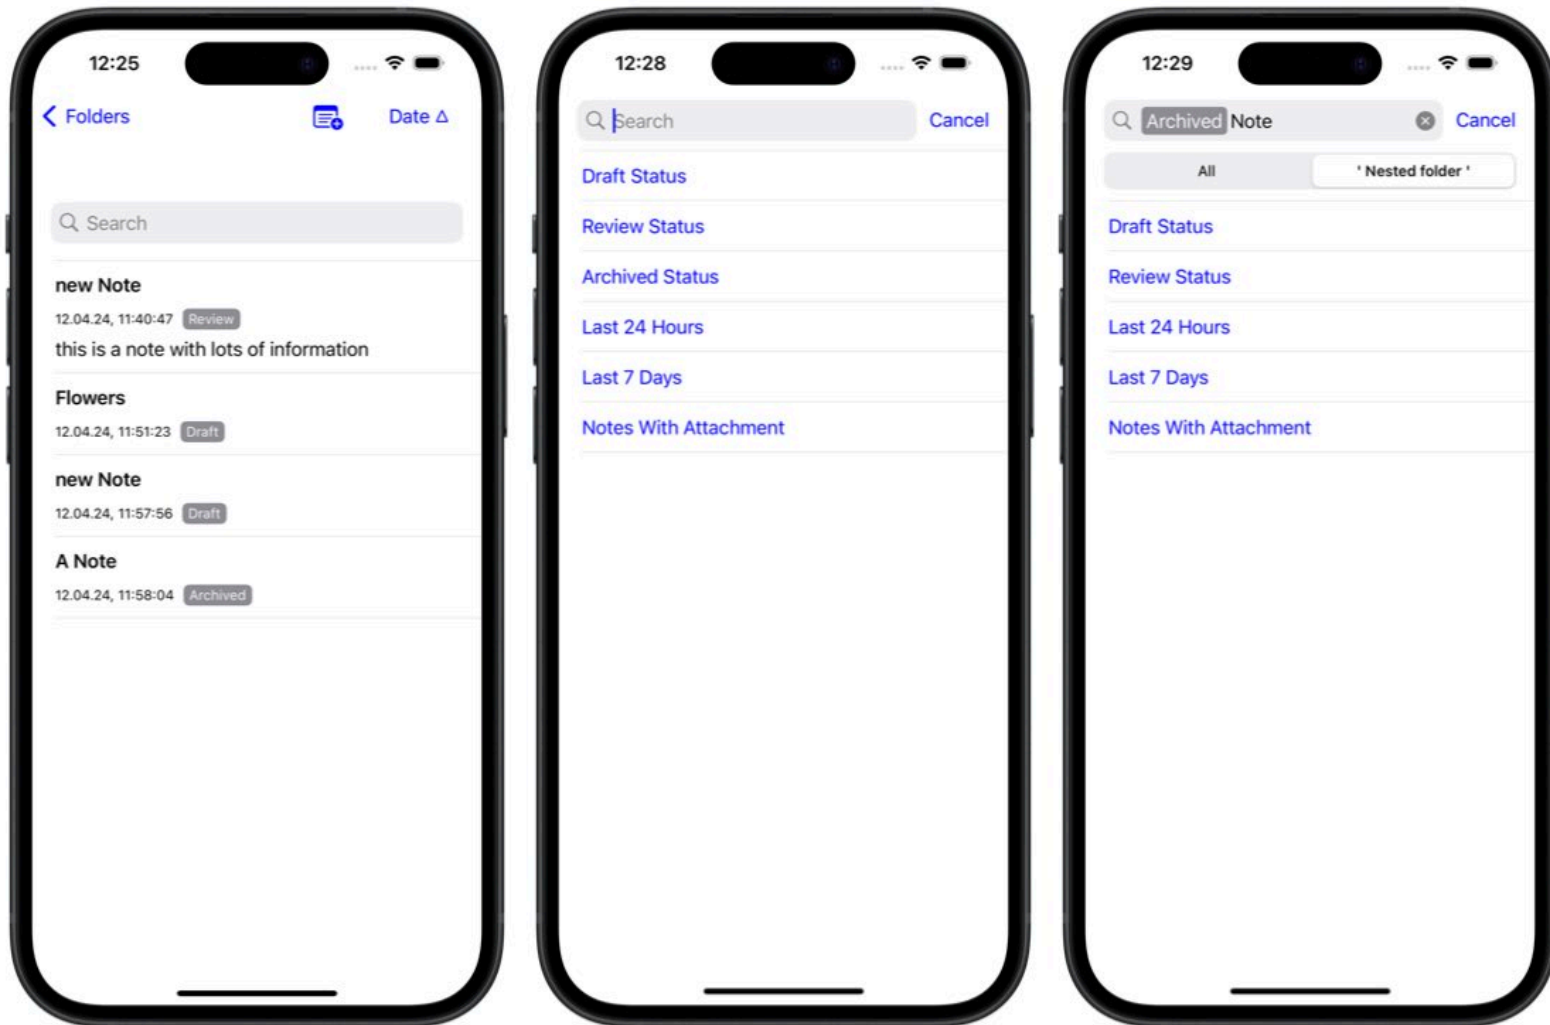 12:25
Folders
Date △
Search
new Note
12.04.24, 11:40:47 Review
this is a note with lots of information
Flowers
12.04.24, 11:51:23 Draft
new Note
12.04.24, 11:57:56 Draft
A Note
12.04.24, 11:58:04 Archived
12:28
Search
Cancel
Draft Status
Review Status
Archived Status
Last 24 Hours
Last 7 Days
Notes With Attachment
12:29
Archived Note
Cancel
All
' Nested folder '
Draft Status
Review Status
Last 24 Hours
Last 7 Days
Notes With Attachment